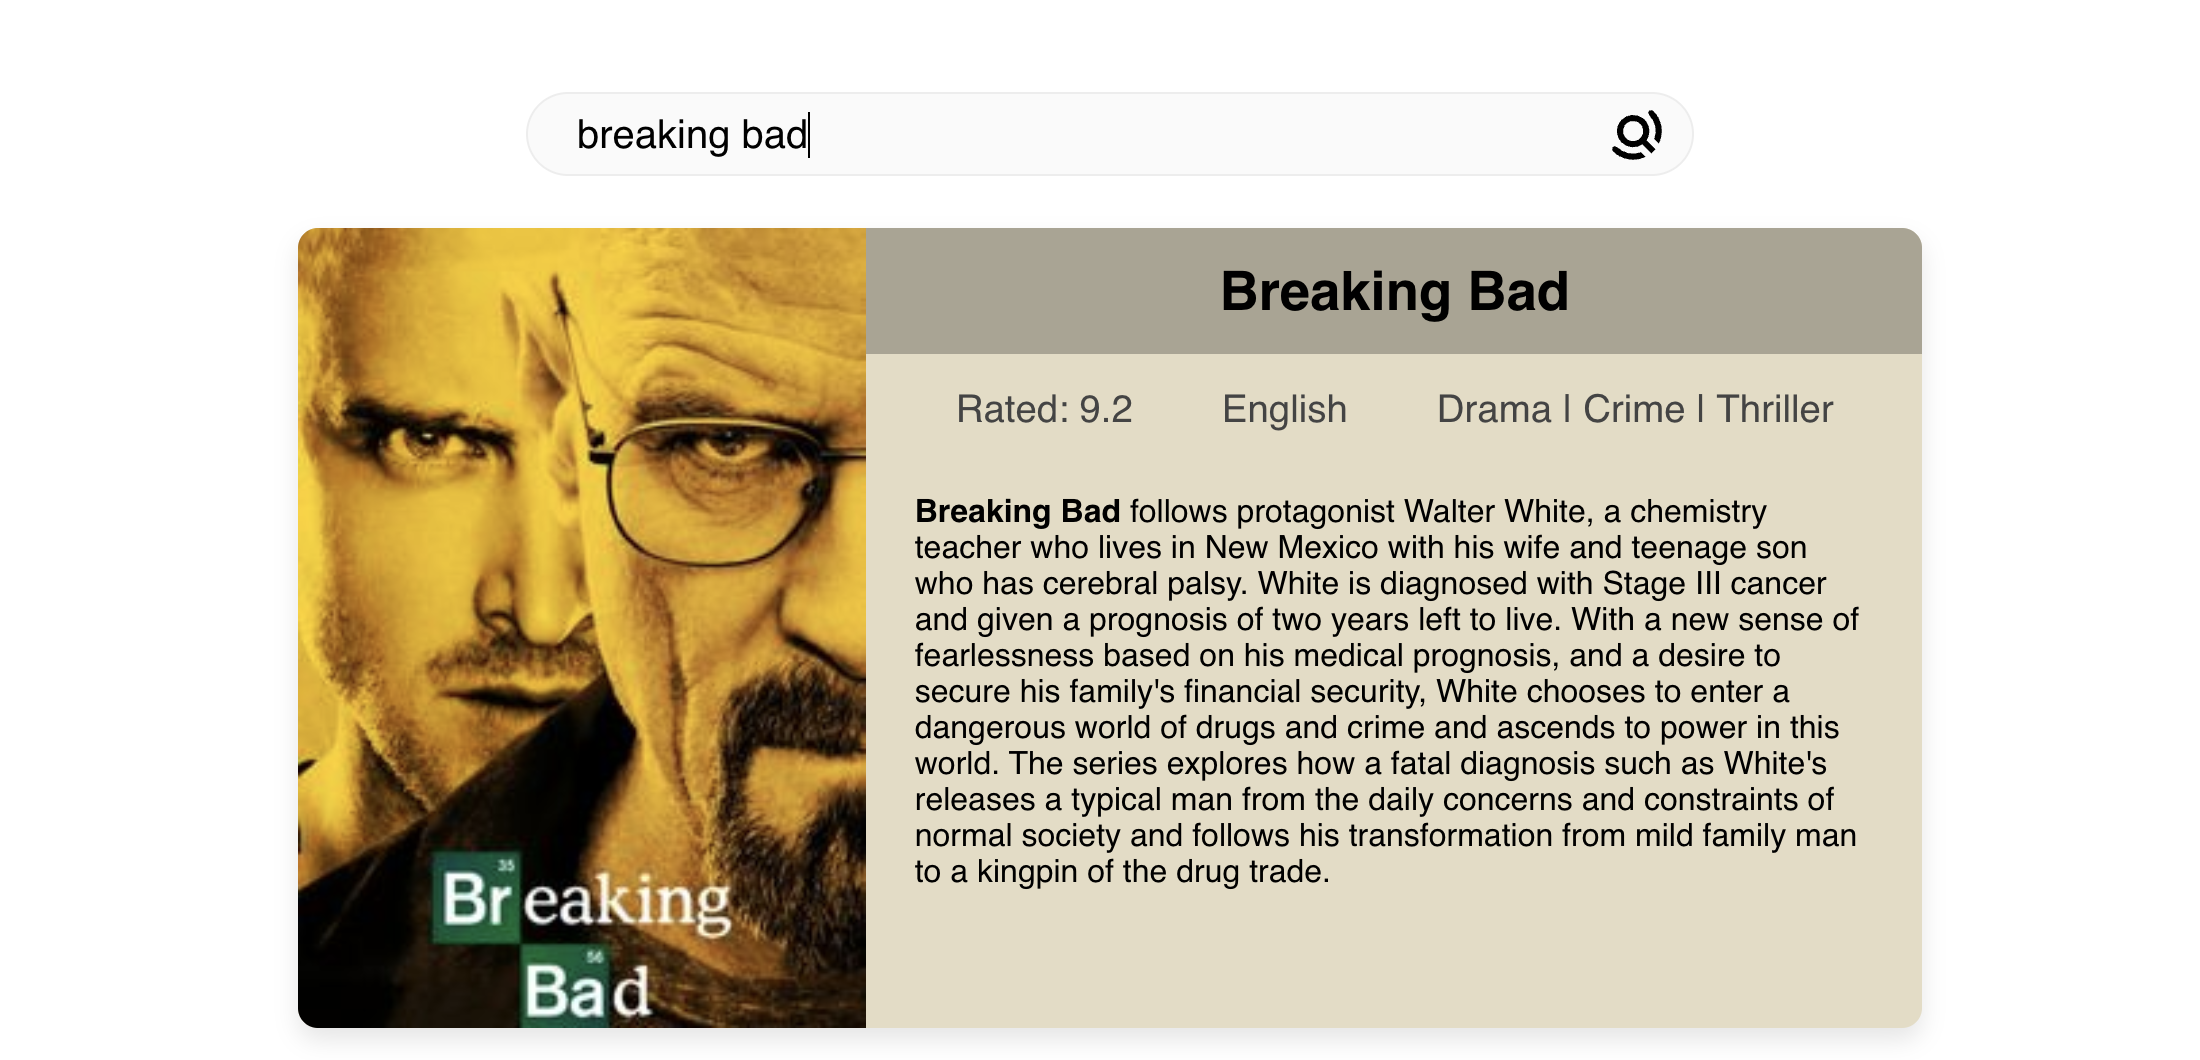 breaking bad
Breaking Bad
Rated: 9.2 English Drama | Crime | Thriller
Breaking Bad follows protagonist Walter White, a chemistry
teacher who lives in New Mexico with his wife and teenage son
who has cerebral palsy. White is diagnosed with Stage III cancer
and given a prognosis of two years left to live. With a new sense of
fearlessness based on his medical prognosis, and a desire to
secure his family's financial security, White chooses to enter a
dangerous world of drugs and crime and ascends to power in this
world. The series explores how a fatal diagnosis such as White's
releases a typical man from the daily concerns and constraints of
normal society and follows his transformation from mild family man
to a kingpin of the drug trade.
35
Breaking
56
Bad